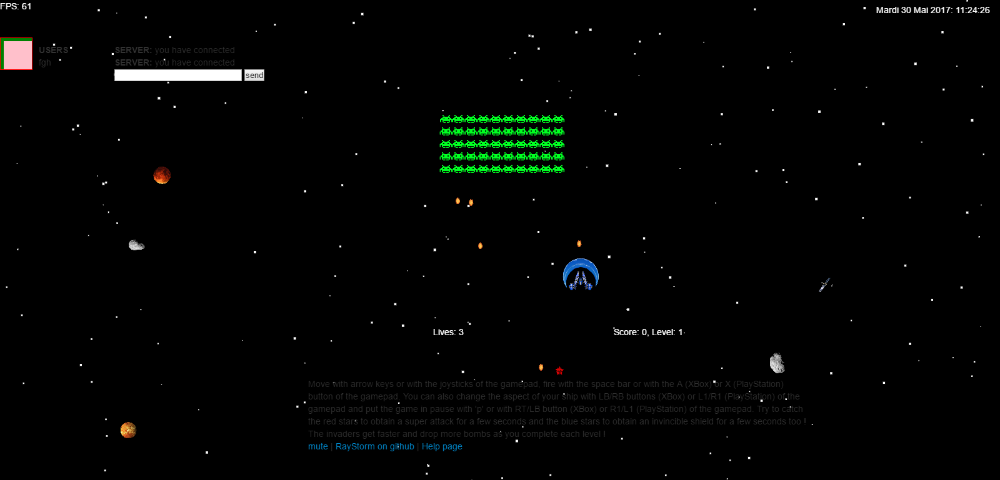 FPS: 61
Mardi 30 Mai 2017: 11:24:26
USERS
fgh
SERVER: you have connected
SERVER: you have connected
send
Lives: 3
Score: 0, Level: 1
Move with arrow keys or with the joysticks of the gamepad, fire with the space bar or with the A (XBox) or X (PlayStation)
button of the gamepad. You can also change the aspect of your ship with LB/RB buttons (XBox) or L1/R1 (PlayStation) of the
gamepad and put the game in pause with 'p' or with RT/LB button (XBox) or R1/L1 (PlayStation) of the gamepad. Try to catch
the red stars to obtain a super attack for a few seconds and the blue stars to obtain an invincible shield for a few seconds too !
The invaders get faster and drop more bombs as you complete each level !
mute | RayStorm on github | Help page